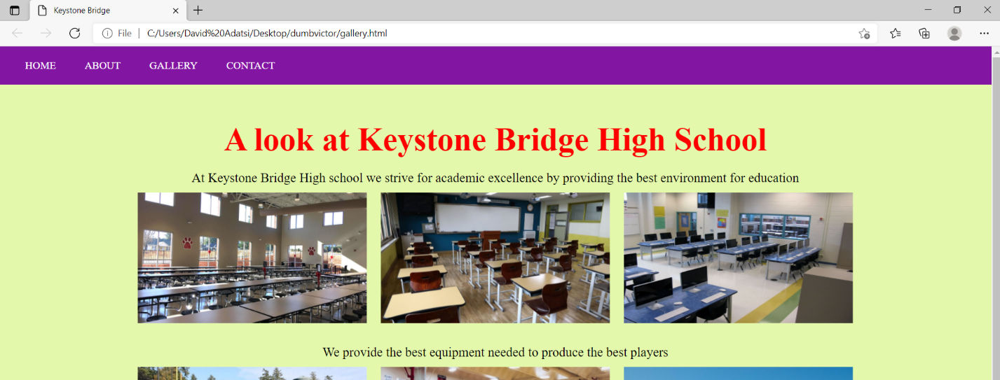 Keystone Bridge
File | C:/Users/David%20Adatsi/Desktop/dumbvictor/gallery.html
HOME ABOUT GALLERY CONTACT
A look at Keystone Bridge High School
At Keystone Bridge High school we strive for academic excellence by providing the best environment for education
We provide the best equipment needed to produce the best players